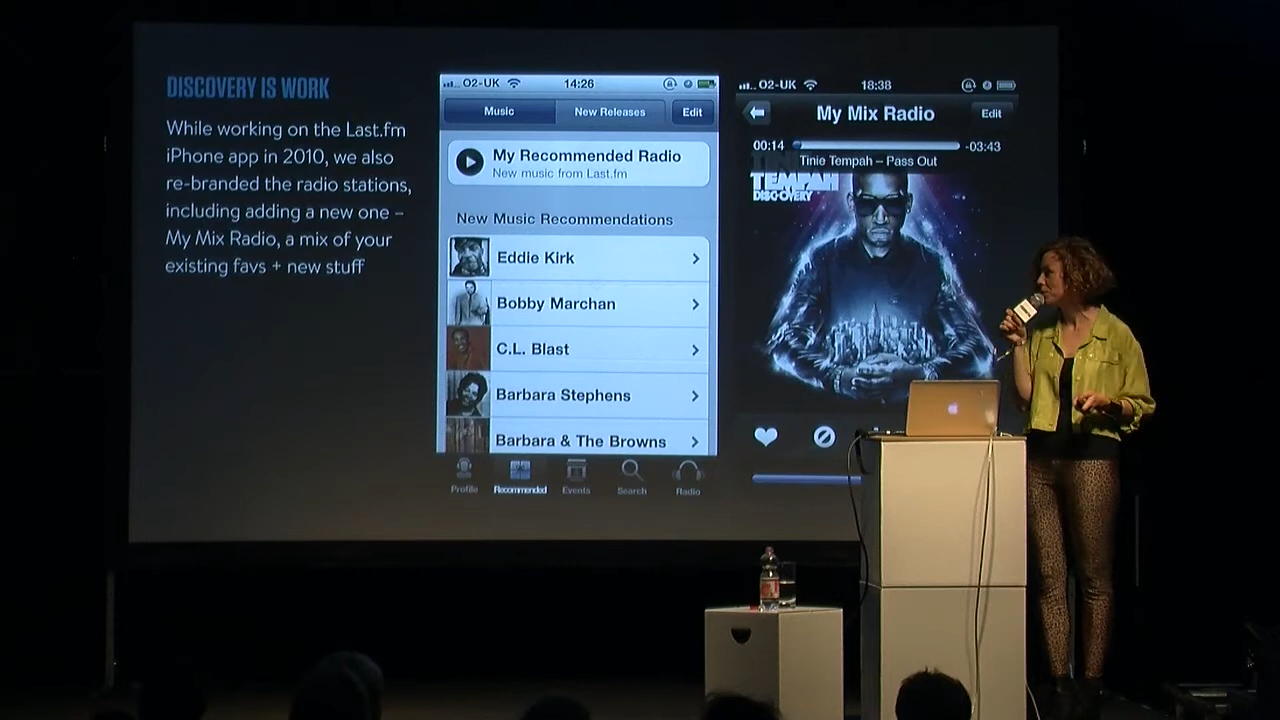 DISCOVERY IS WORK
While working on the Last.fm
iPhone app in 2010, we also
re-branded the radio stations,
including adding a new one –
My Mix Radio, a mix of your
existing favs + new stuff
O2-UK 14:26
Music New Releases Edit
My Recommended Radio
New music from Last.fm
New Music Recommendations
Eddie Kirk
Bobby Marchan
C.L. Blast
Barbara Stephens
Barbara & The Browns
Profile Recommended Events Search Radio
O2-UK 18:38
My Mix Radio Edit
00:14 -03:43
Tinie Tempah – Pass Out
TINIE
TEMPAH
DISC-OVERY